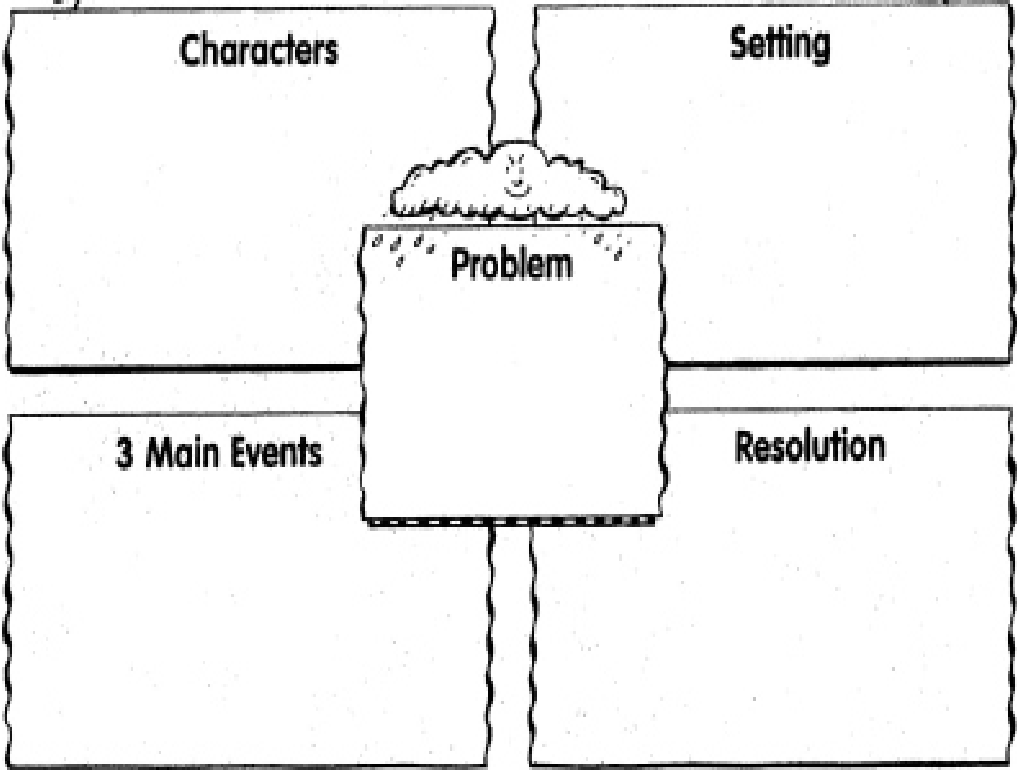 Characters
Setting
Problem
3 Main Events
Resolution